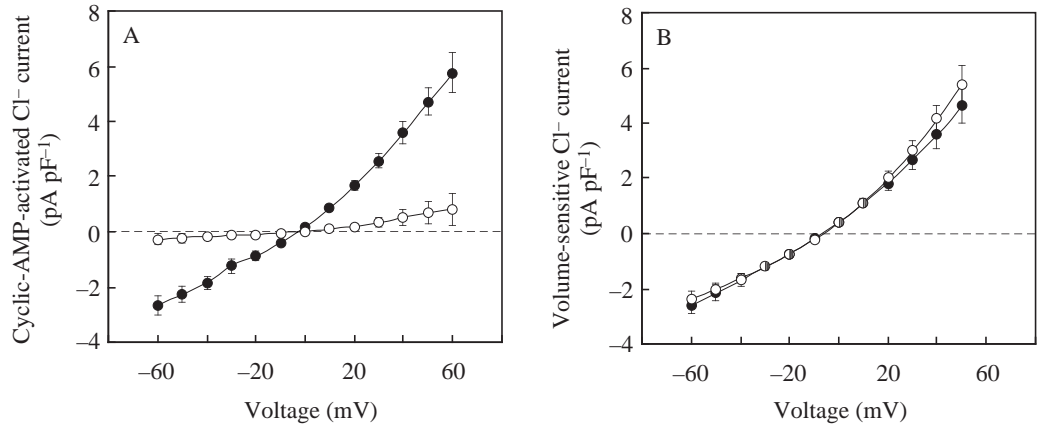 A
Cyclic-AMP-activated Cl⁻ current
(pA pF⁻¹)
8
6
4
2
0
–2
–4
–60
–20
20
60
Voltage (mV)
B
Volume-sensitive Cl⁻ current
(pA pF⁻¹)
8
6
4
2
0
–2
–4
–60
–20
20
60
Voltage (mV)